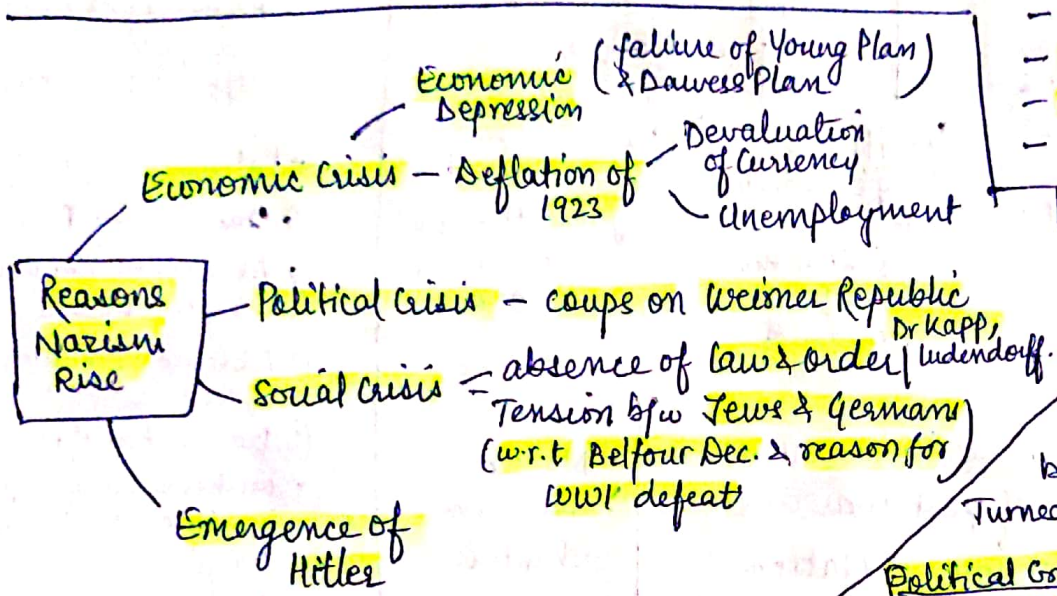 Economic (faliure of Young Plan
Depression & Dawess Plan)
Economic Crisis – Deflation of 1923
Devaluation
of Currency
Unemployment
Reasons
Nazism
Rise
Political Crisis – coups on Weimer Republic
Dr Kapp,
Ludendorff.
Social Crisis = absence of law & order |
Tension b/w Jews & Germans
(w.r.t Belfour Dec. & reason for
WW1 defeat)
Emergence of
Hitler
Turned
Political